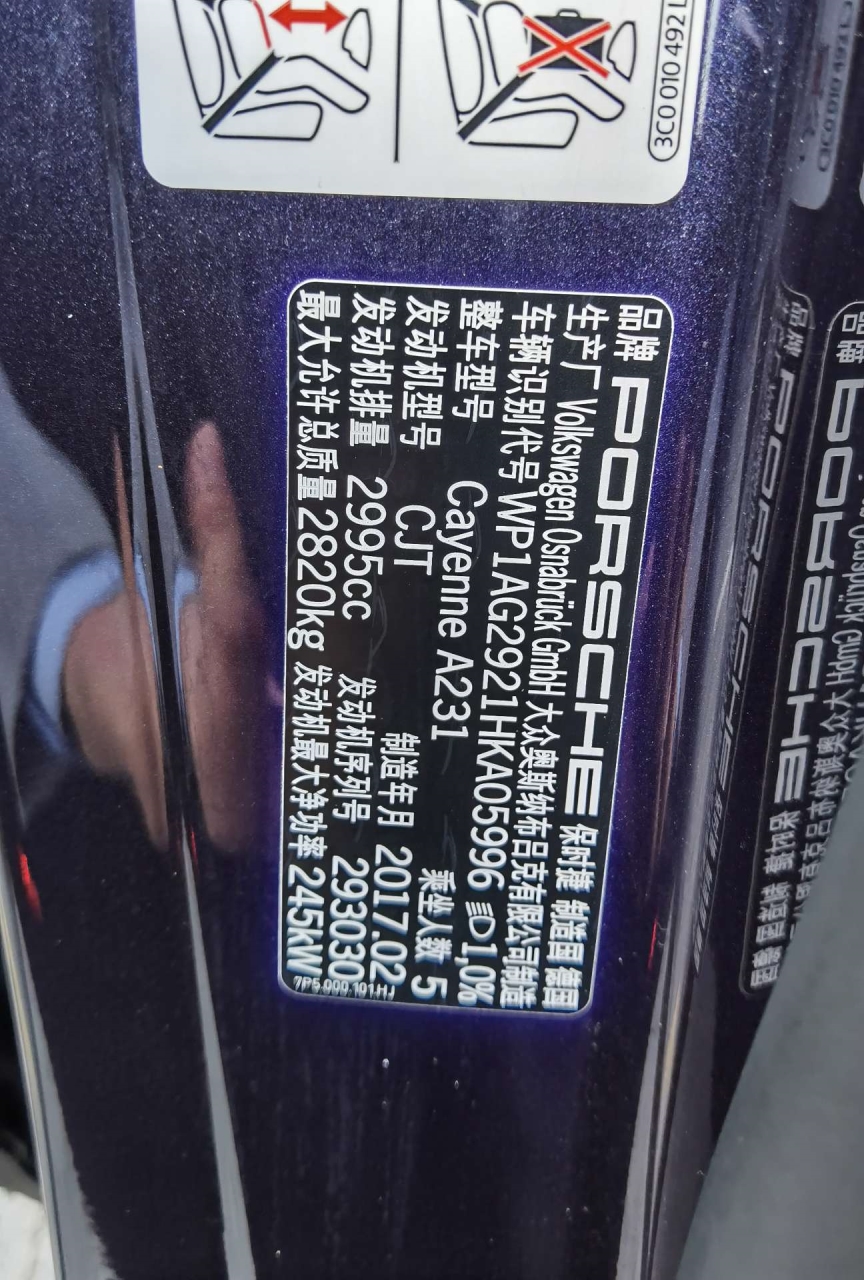 3C0 010 492 L
品牌 PORSCHE 保时捷 制造国 德国
生产厂 Volkswagen Osnabrück GmbH 大众奥斯纳布吕克有限公司制造
车辆识别代号 WP1AG2921HKA05996 1,0%
整车型号 Cayenne A231 乘坐人数 5
发动机型号 CJT 制造年月 2017.02
发动机排量 2995cc 发动机序列号 293030
最大允许总质量 2820kg 发动机最大净功率 245kW
7P5.000.101.HJ